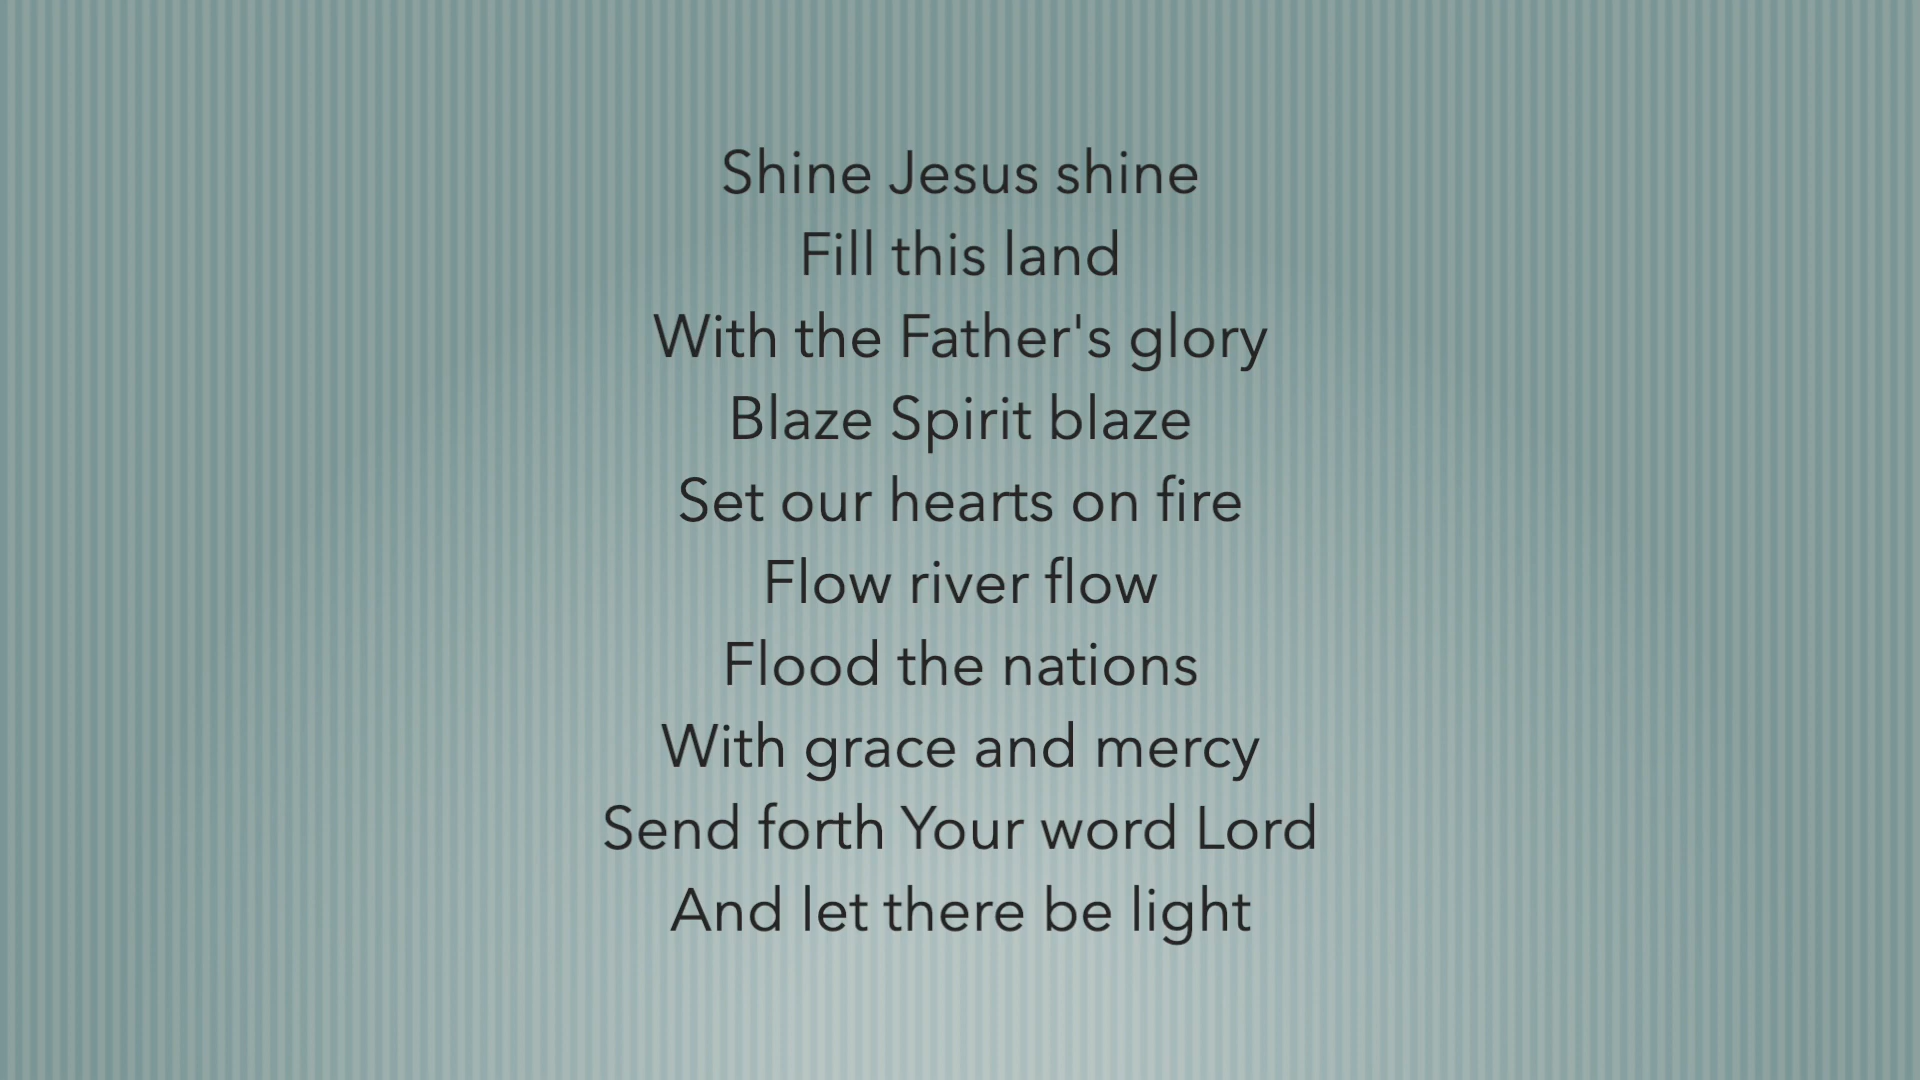 Shine Jesus shine
Fill this land
With the Father's glory
Blaze Spirit blaze
Set our hearts on fire
Flow river flow
Flood the nations
With grace and mercy
Send forth Your word Lord
And let there be light